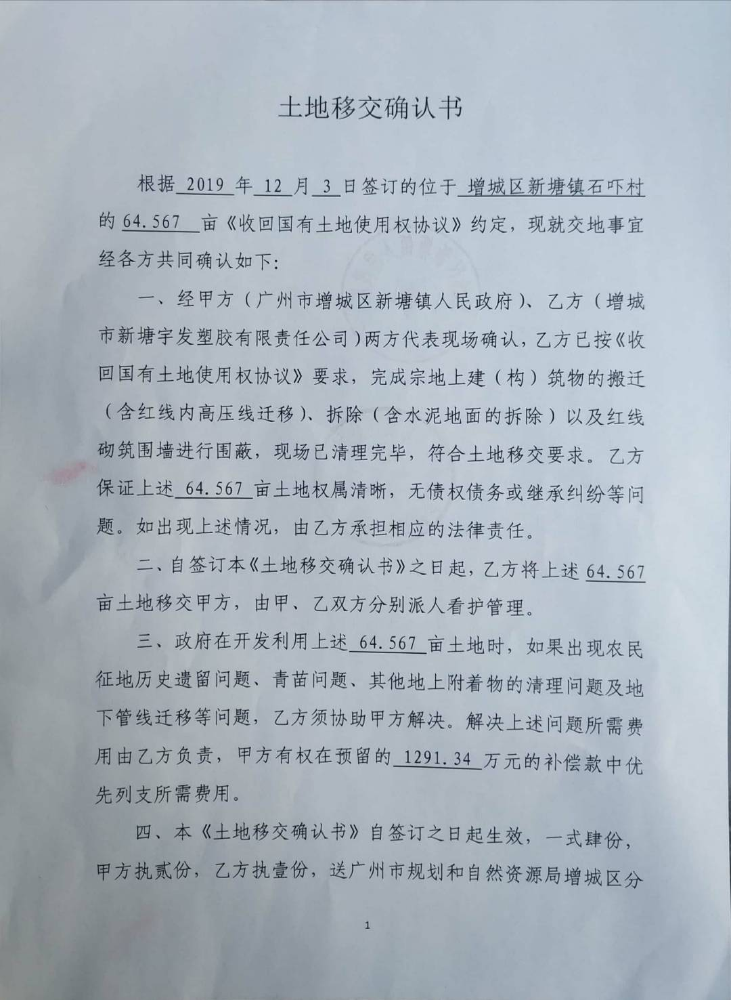 土地移交确认书
根据 2019 年 12 月 3 日签订的位于 增城区新塘镇石吓村
的 64.567 亩《收回国有土地使用权协议》约定，现就交地事宜
经各方共同确认如下：
一、经甲方（广州市增城区新塘镇人民政府）、乙方（增城
市新塘宇发塑胶有限责任公司）两方代表现场确认，乙方已按《收
回国有土地使用权协议》要求，完成宗地上建（构）筑物的搬迁
（含红线内高压线迁移）、拆除（含水泥地面的拆除）以及红线
砌筑围墙进行围蔽，现场已清理完毕，符合土地移交要求。乙方
保证上述 64.567 亩土地权属清晰，无债权债务或继承纠纷等问
题。如出现上述情况，由乙方承担相应的法律责任。
二、自签订本《土地移交确认书》之日起，乙方将上述 64.567
亩土地移交甲方，由甲、乙双方分别派人看护管理。
三、政府在开发利用上述 64.567 亩土地时，如果出现农民
征地历史遗留问题、青苗问题、其他地上附着物的清理问题及地
下管线迁移等问题，乙方须协助甲方解决。解决上述问题所需费
用由乙方负责，甲方有权在预留的 1291.34 万元的补偿款中优
先列支所需费用。
四、本《土地移交确认书》自签订之日起生效，一式肆份，
甲方执贰份，乙方执壹份，送广州市规划和自然资源局增城区分
1